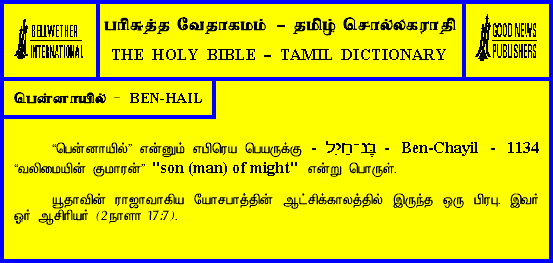 BELLWETHER
INTERNATIONAL
பரிசுத்த வேதாகமம் – தமிழ் சொல்லகராதி
THE HOLY BIBLE – TAMIL DICTIONARY
GOOD NEWS
PUBLISHERS
பென்னாயில் – BEN-HAIL
“பென்னாயில்” என்னும் எபிரெய பெயருக்கு - בֶּנ־חַיִל - Ben-Chayil - 1134
“வலிமையின் குமாரன்” "son (man) of might" என்று பொருள்.
யூதாவின் ராஜாவாகிய யோசபாத்தின் ஆட்சிக்காலத்தில் இருந்த ஒரு பிரபு. இவர்
ஓர் ஆசிரியர் (2நாளா 17:7).